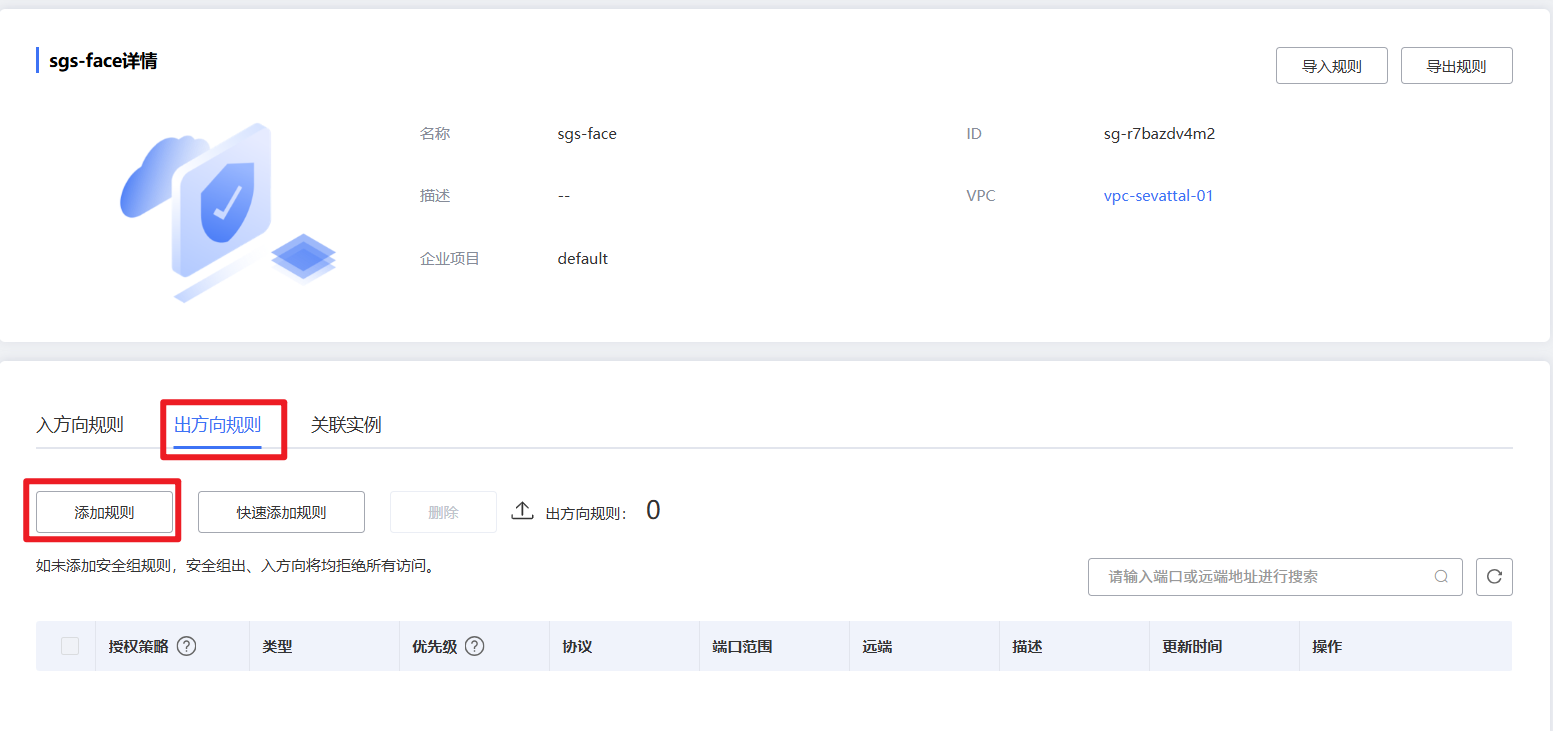 sgs-face详情
导入规则 导出规则
名称 sgs-face ID sg-r7bazdv4m2
描述 -- VPC vpc-sevattal-01
企业项目 default
入方向规则 出方向规则 关联实例
添加规则 快速添加规则 删除 出方向规则： 0
如未添加安全组规则，安全组出、入方向将均拒绝所有访问。
请输入端口或远端地址进行搜索
授权策略 ? 类型 优先级 ? 协议 端口范围 远端 描述 更新时间 操作